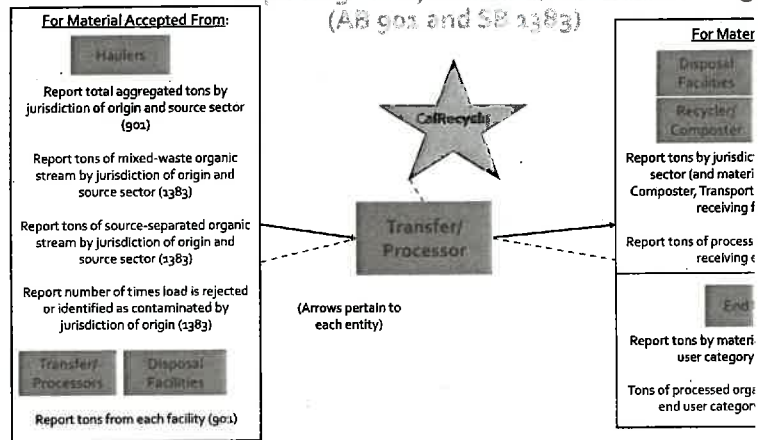 (AB 901 and SB 1383)
For Material Accepted From:
Haulers
Report total aggregated tons by
jurisdiction of origin and source sector
(901)
Report tons of mixed-waste organic
stream by jurisdiction of origin and
source sector (1383)
Report tons of source-separated organic
stream by jurisdiction of origin and
source sector (1383)
Report number of times load is rejected
or identified as contaminated by
jurisdiction of origin (1383)
Transfer/
Processors
Disposal
Facilities
Report tons from each facility (901)
CalRecycle
Transfer/
Processor
(Arrows pertain to
each entity)
For Mater
Disposal
Facilities
Recycler/
Composter
Report tons by jurisdic
sector (and materi
Composter, Transport
receiving f
Report tons of process
receiving e
End
Report tons by materi
user category
Tons of processed orga
end user categor